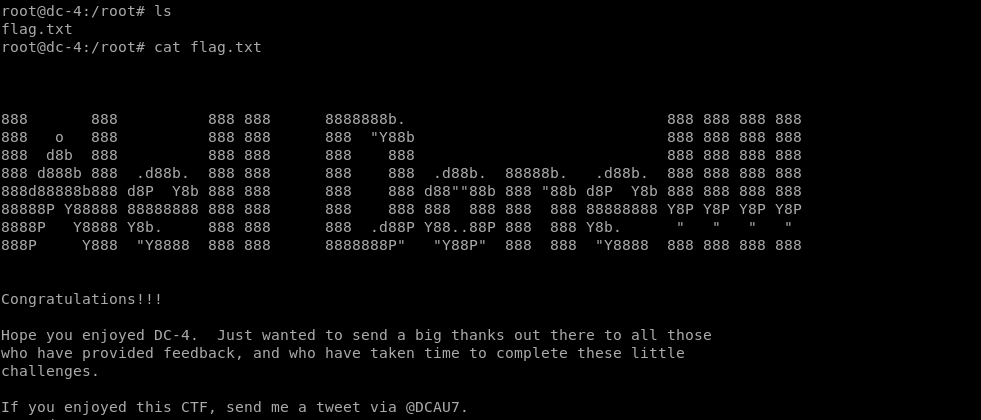 root@dc-4:/root# ls
flag.txt
root@dc-4:/root# cat flag.txt
888       888          888 888      8888888b.                             888 888 888 888
888   o   888          888 888      888  "Y88b                            888 888 888 888
888  d8b  888          888 888      888    888                            888 888 888 888
888 d888b 888  .d88b.  888 888      888    888  .d88b.  88888b.   .d88b.  888 888 888 888
888d88888b888 d8P  Y8b 888 888      888    888 d88""88b 888 "88b d8P  Y8b 888 888 888 888
88888P Y88888 88888888 888 888      888    888 888  888 888  888 88888888 Y8P Y8P Y8P Y8P
8888P   Y8888 Y8b.     888 888      888  .d88P Y88..88P 888  888 Y8b.      "   "   "   "
888P     Y888  "Y8888  888 888      8888888P"   "Y88P"  888  888  "Y8888  888 888 888 888
Congratulations!!!
Hope you enjoyed DC-4.  Just wanted to send a big thanks out there to all those
who have provided feedback, and who have taken time to complete these little
challenges.
If you enjoyed this CTF, send me a tweet via @DCAU7.